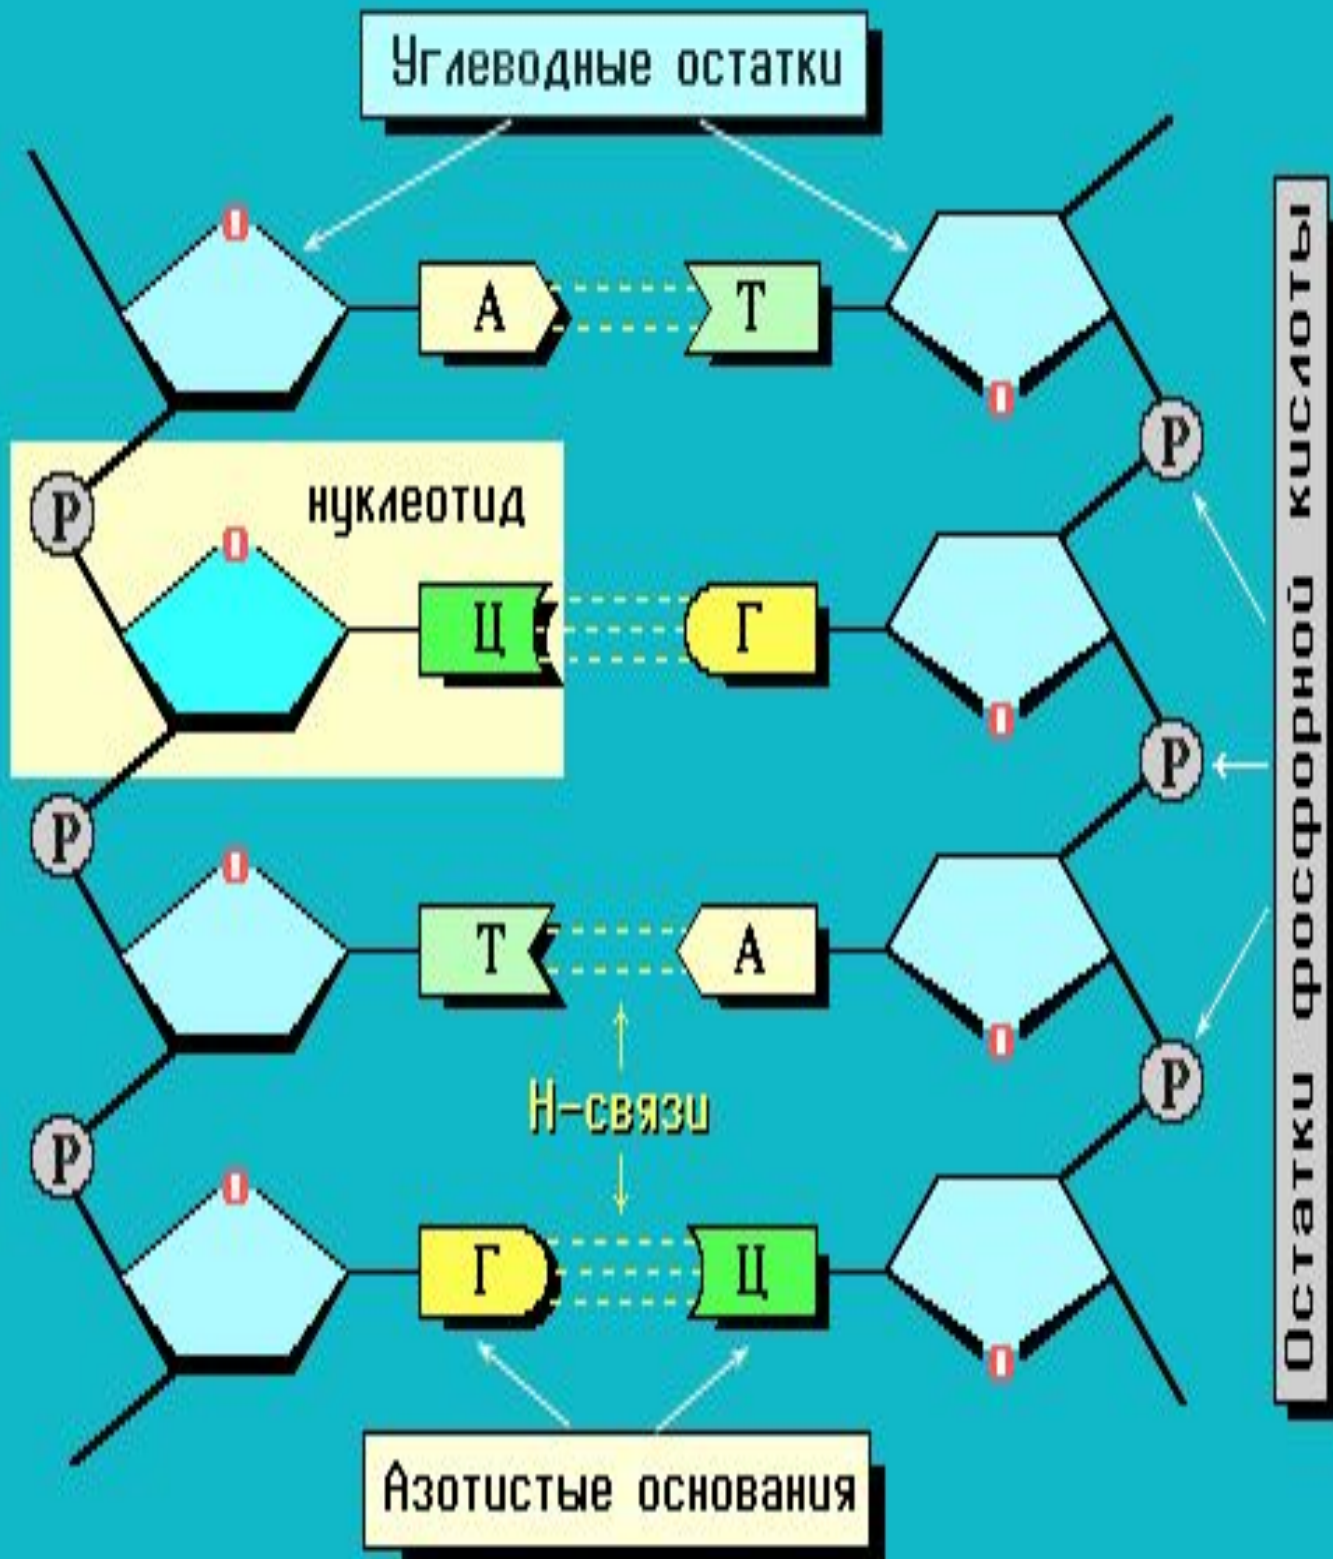 Углеводные остатки
А Т
Р
Р
нуклеотид
Ц Г
Р
Р
Т А
Р
Н-связи
Р
Г Ц
Азотистые основания
Остатки фосфорной кислоты